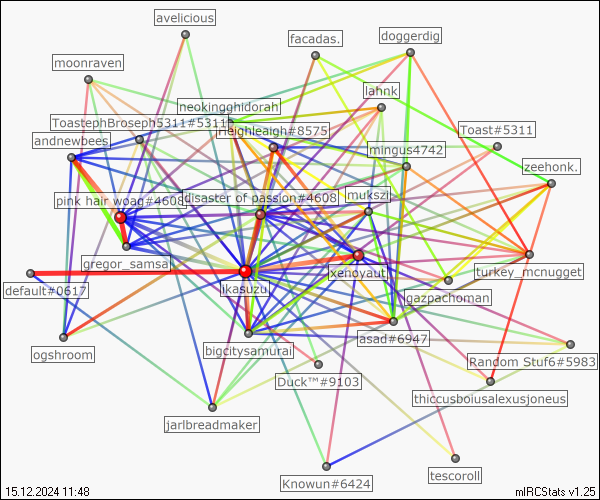 avelicious
facadas.
doggerdig
moonraven
lahnk
neokingghidorah
ToastephBroseph5311#5311
Heighleaigh#8575
Toast#5311
andnewbees
mingus4742
zeehonk.
pink hair woag#4608
disaster of passion#4608
mukszi
gregor_samsa
xenoyaut
turkey_mcnugget
default#0617
ikasuzu
gazpachoman
ogshroom
bigcitysamurai
asad#6947
Random Stuf6#5983
Duck™#9103
thiccusboiusalexusjoneus
jarlbreadmaker
Knowun#6424
tescoroll
15.12.2024 11:48
mIRCStats v1.25